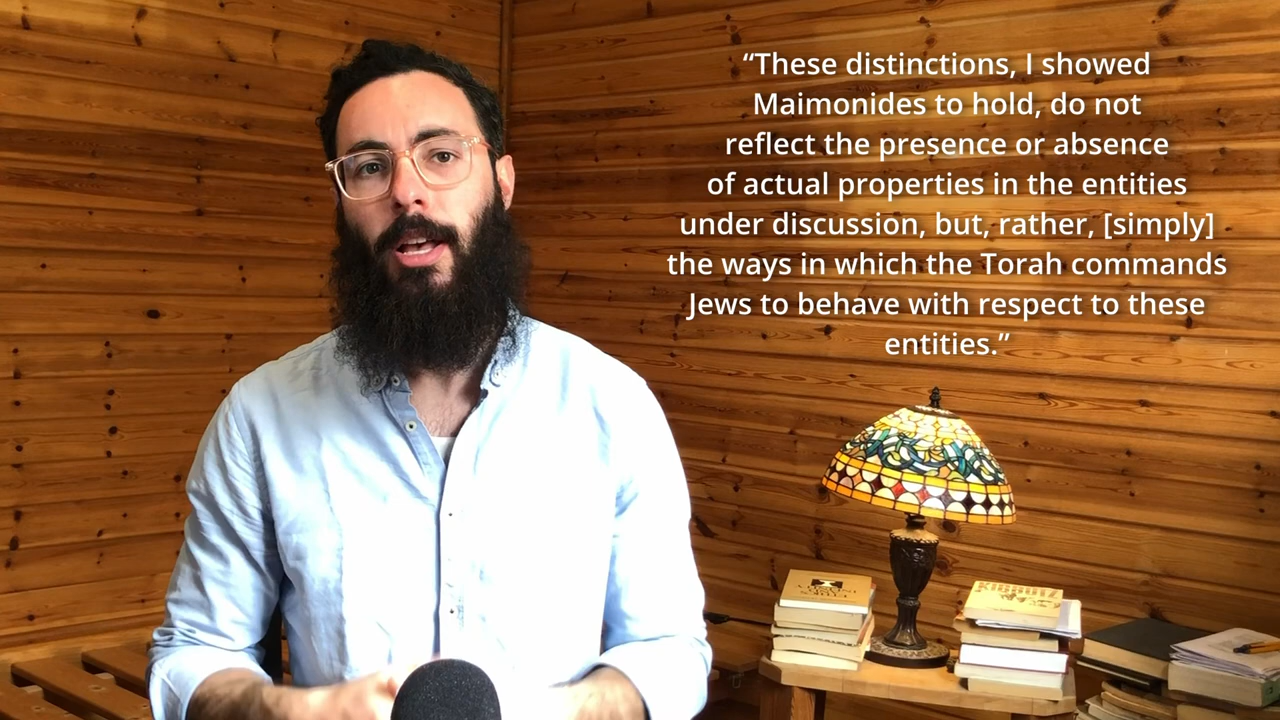 “These distinctions, I showed
Maimonides to hold, do not
reflect the presence or absence
of actual properties in the entities
under discussion, but, rather, [simply]
the ways in which the Torah commands
Jews to behave with respect to these
entities.”